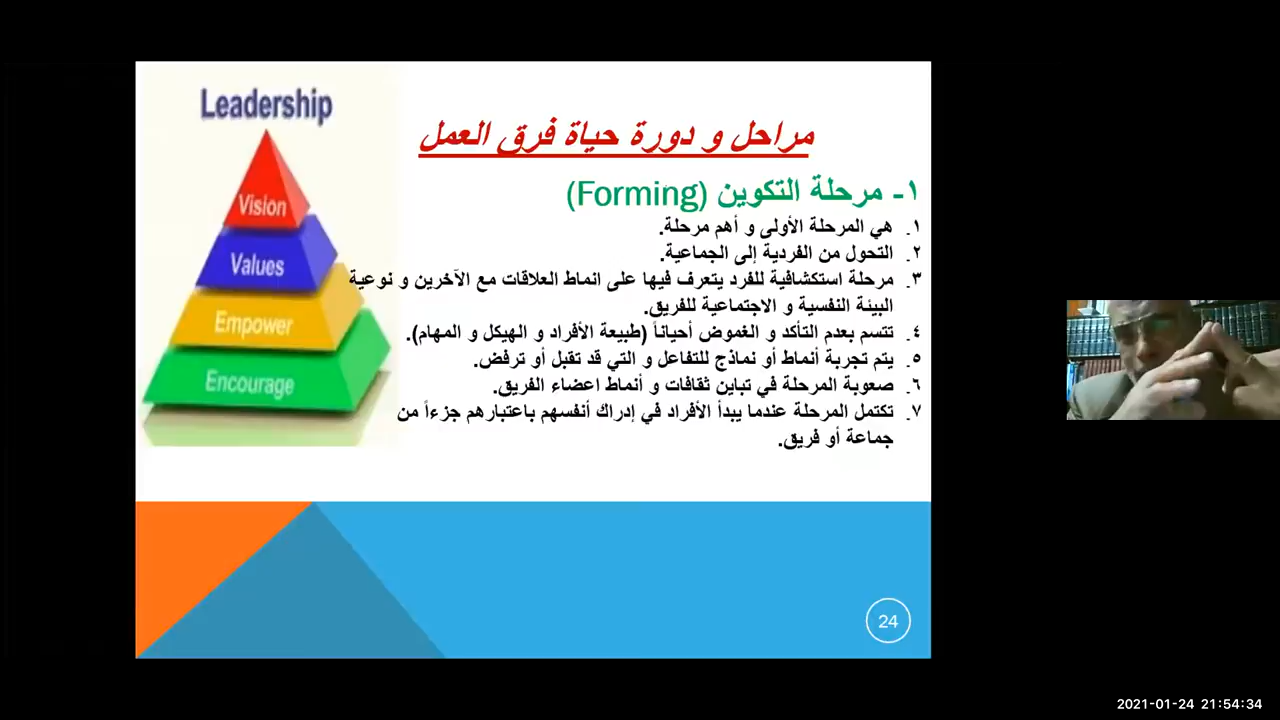 Leadership
Vision
Values
Empower
Encourage
مراحل و دورة حياة فرق العمل
١- مرحلة التكوين (Forming)
١. هي المرحلة الأولى و أهم مرحلة.
٢. التحول من الفردية إلى الجماعية.
٣. مرحلة استكشافية للفرد يتعرف فيها على انماط العلاقات مع الآخرين و نوعية
البيئة النفسية و الاجتماعية للفريق.
٤. تتسم بعدم التأكد و الغموض أحياناً (طبيعة الأفراد و الهيكل و المهام).
٥. يتم تجربة أنماط أو نماذج للتفاعل و التي قد تقبل أو ترفض.
٦. صعوبة المرحلة في تباين ثقافات و أنماط اعضاء الفريق.
٧. تكتمل المرحلة عندما يبدأ الأفراد في إدراك أنفسهم باعتبارهم جزءاً من
جماعة أو فريق.
24
2021-01-24 21:54:34